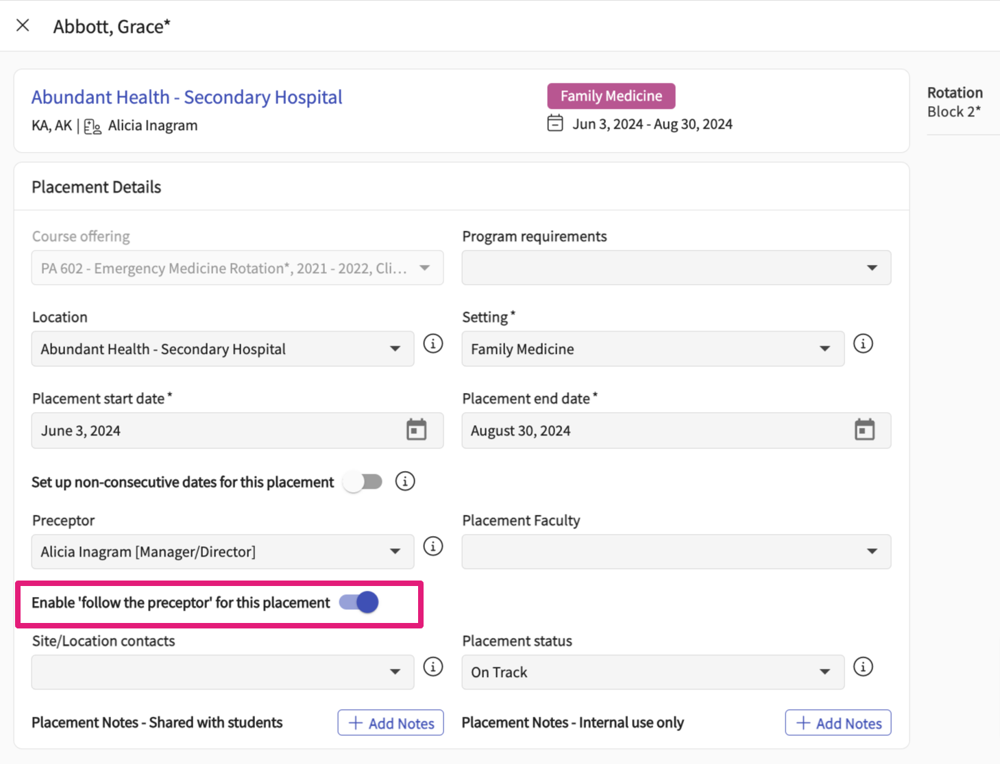 Abbott, Grace*
Abundant Health - Secondary Hospital
Family Medicine
KA, AK | Alicia Inagram
Jun 3, 2024 - Aug 30, 2024
Rotation
Block 2*
Placement Details
Course offering
Program requirements
PA 602 - Emergency Medicine Rotation*, 2021 - 2022, Cli...
Location
Setting*
Abundant Health - Secondary Hospital
Family Medicine
Placement start date*
Placement end date*
June 3, 2024
August 30, 2024
Set up non-consecutive dates for this placement
Preceptor
Placement Faculty
Alicia Inagram [Manager/Director]
Enable 'follow the preceptor' for this placement
Site/Location contacts
Placement status
On Track
Placement Notes - Shared with students
+ Add Notes
Placement Notes - Internal use only
+ Add Notes